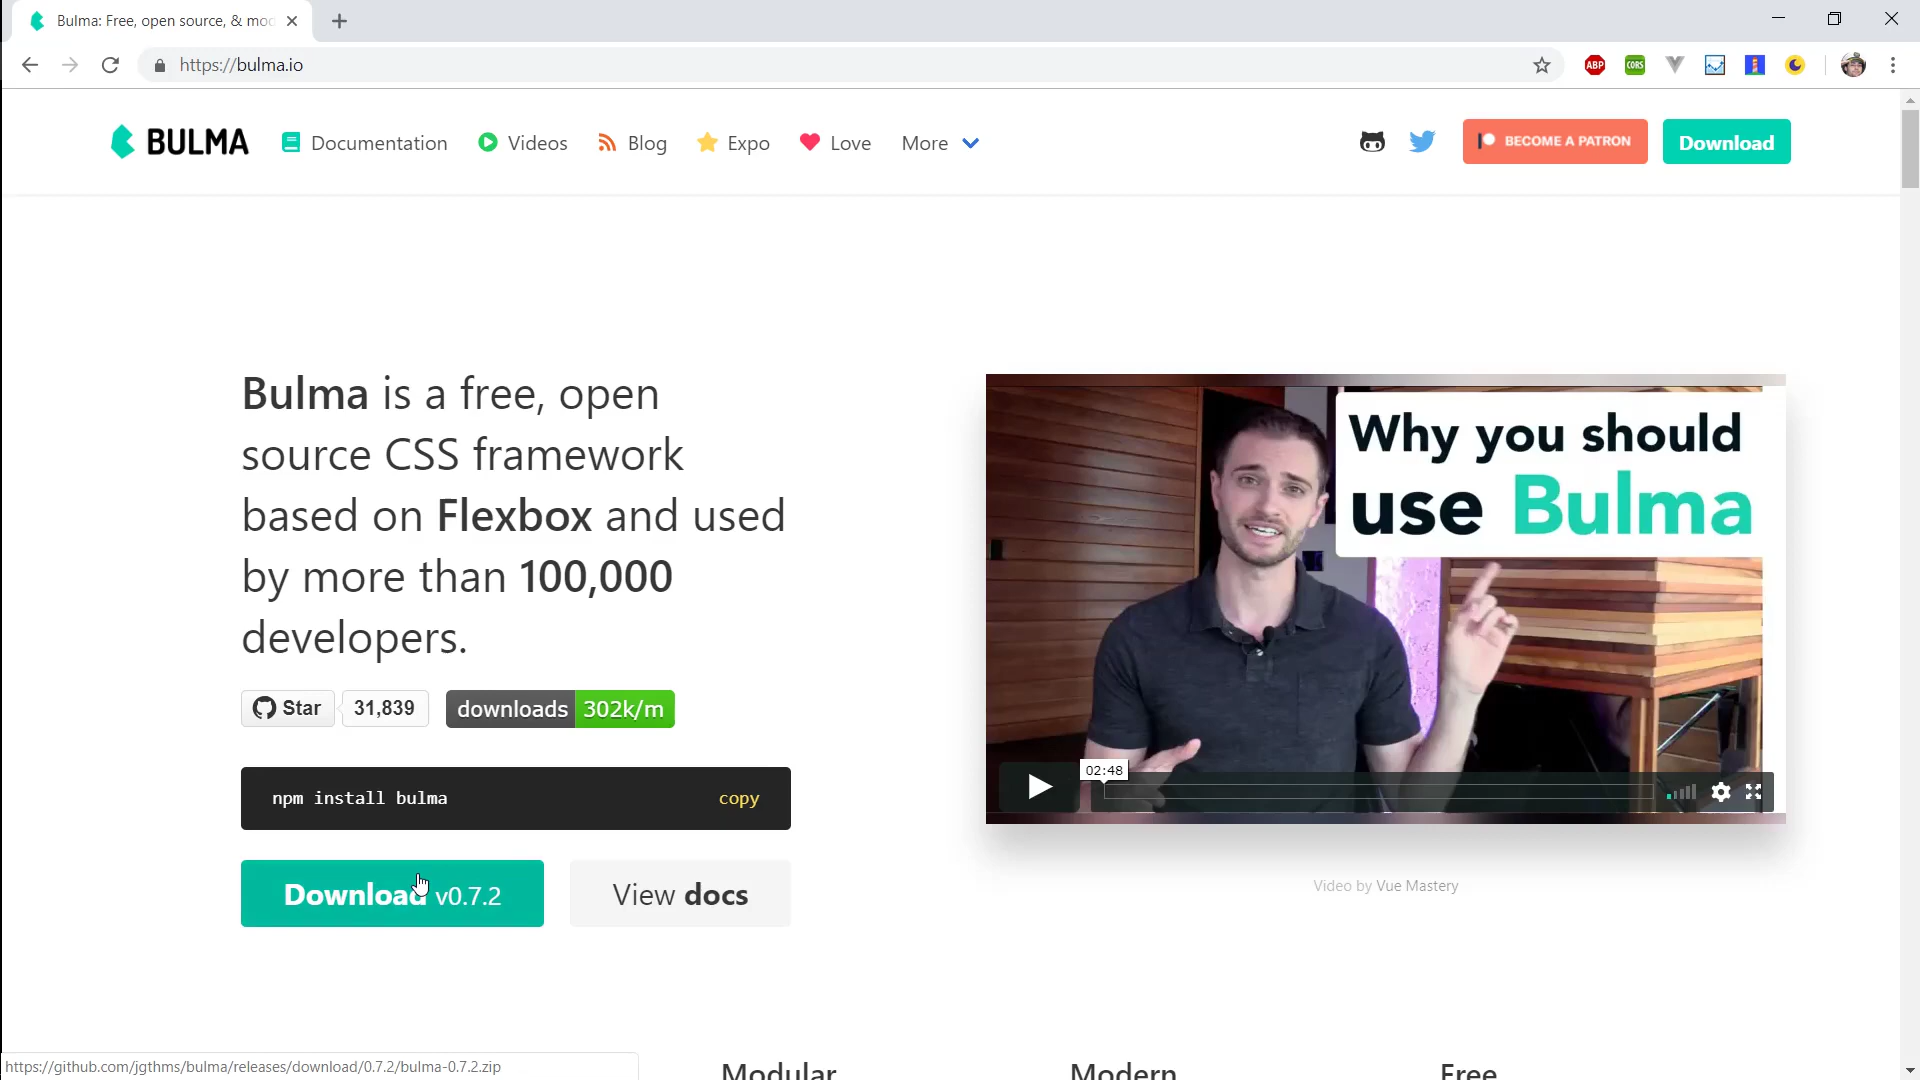 Bulma: Free, open source, & mod
https://bulma.io
ABP
CORS
BULMA
Documentation
Videos
Blog
Expo
Love
More
BECOME A PATRON
Download
Bulma is a free, open
source CSS framework
based on Flexbox and used
by more than 100,000
developers.
Why you should
use Bulma
Star
31,839
downloads 302k/m
02:48
npm install bulma
copy
Download v0.7.2
View docs
Video by Vue Mastery
https://github.com/jgthms/bulma/releases/download/0.7.2/bulma-0.7.2.zip
Modular
Modern
Free